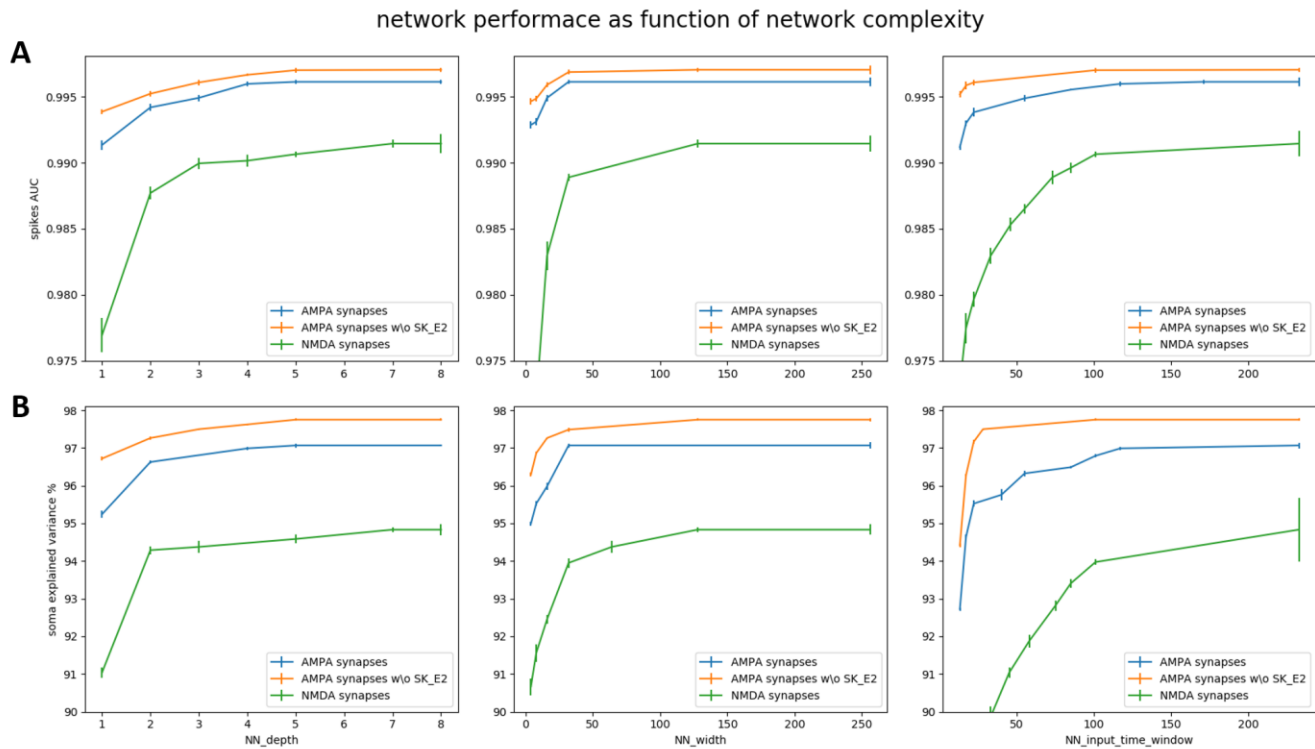 network performace as function of network complexity
A
spikes AUC
0.995
0.990
0.985
0.980
0.975
1 2 3 4 5 6 7 8
AMPA synapses
AMPA synapses w\o SK_E2
NMDA synapses
0.995
0.990
0.985
0.980
0.975
0 50 100 150 200 250
AMPA synapses
AMPA synapses w\o SK_E2
NMDA synapses
0.995
0.990
0.985
0.980
0.975
50 100 150 200
AMPA synapses
AMPA synapses w\o SK_E2
NMDA synapses
B
soma explained variance %
98
97
96
95
94
93
92
91
90
1 2 3 4 5 6 7 8
NN_depth
AMPA synapses
AMPA synapses w\o SK_E2
NMDA synapses
98
97
96
95
94
93
92
91
90
0 50 100 150 200 250
NN_width
AMPA synapses
AMPA synapses w\o SK_E2
NMDA synapses
98
97
96
95
94
93
92
91
90
50 100 150 200
NN_input_time_window
AMPA synapses
AMPA synapses w\o SK_E2
NMDA synapses